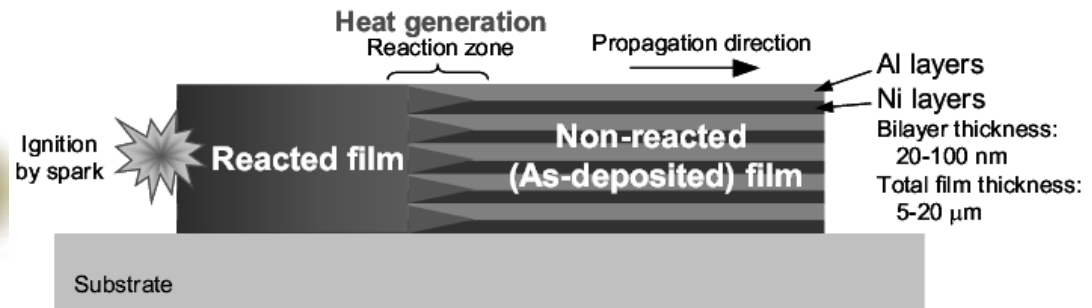 Heat generation
Reaction zone
Propagation direction
Al layers
Ni layers
Bilayer thickness:
20-100 nm
Total film thickness:
5-20 μm
Ignition
by spark
Reacted film
Non-reacted
(As-deposited) film
Substrate